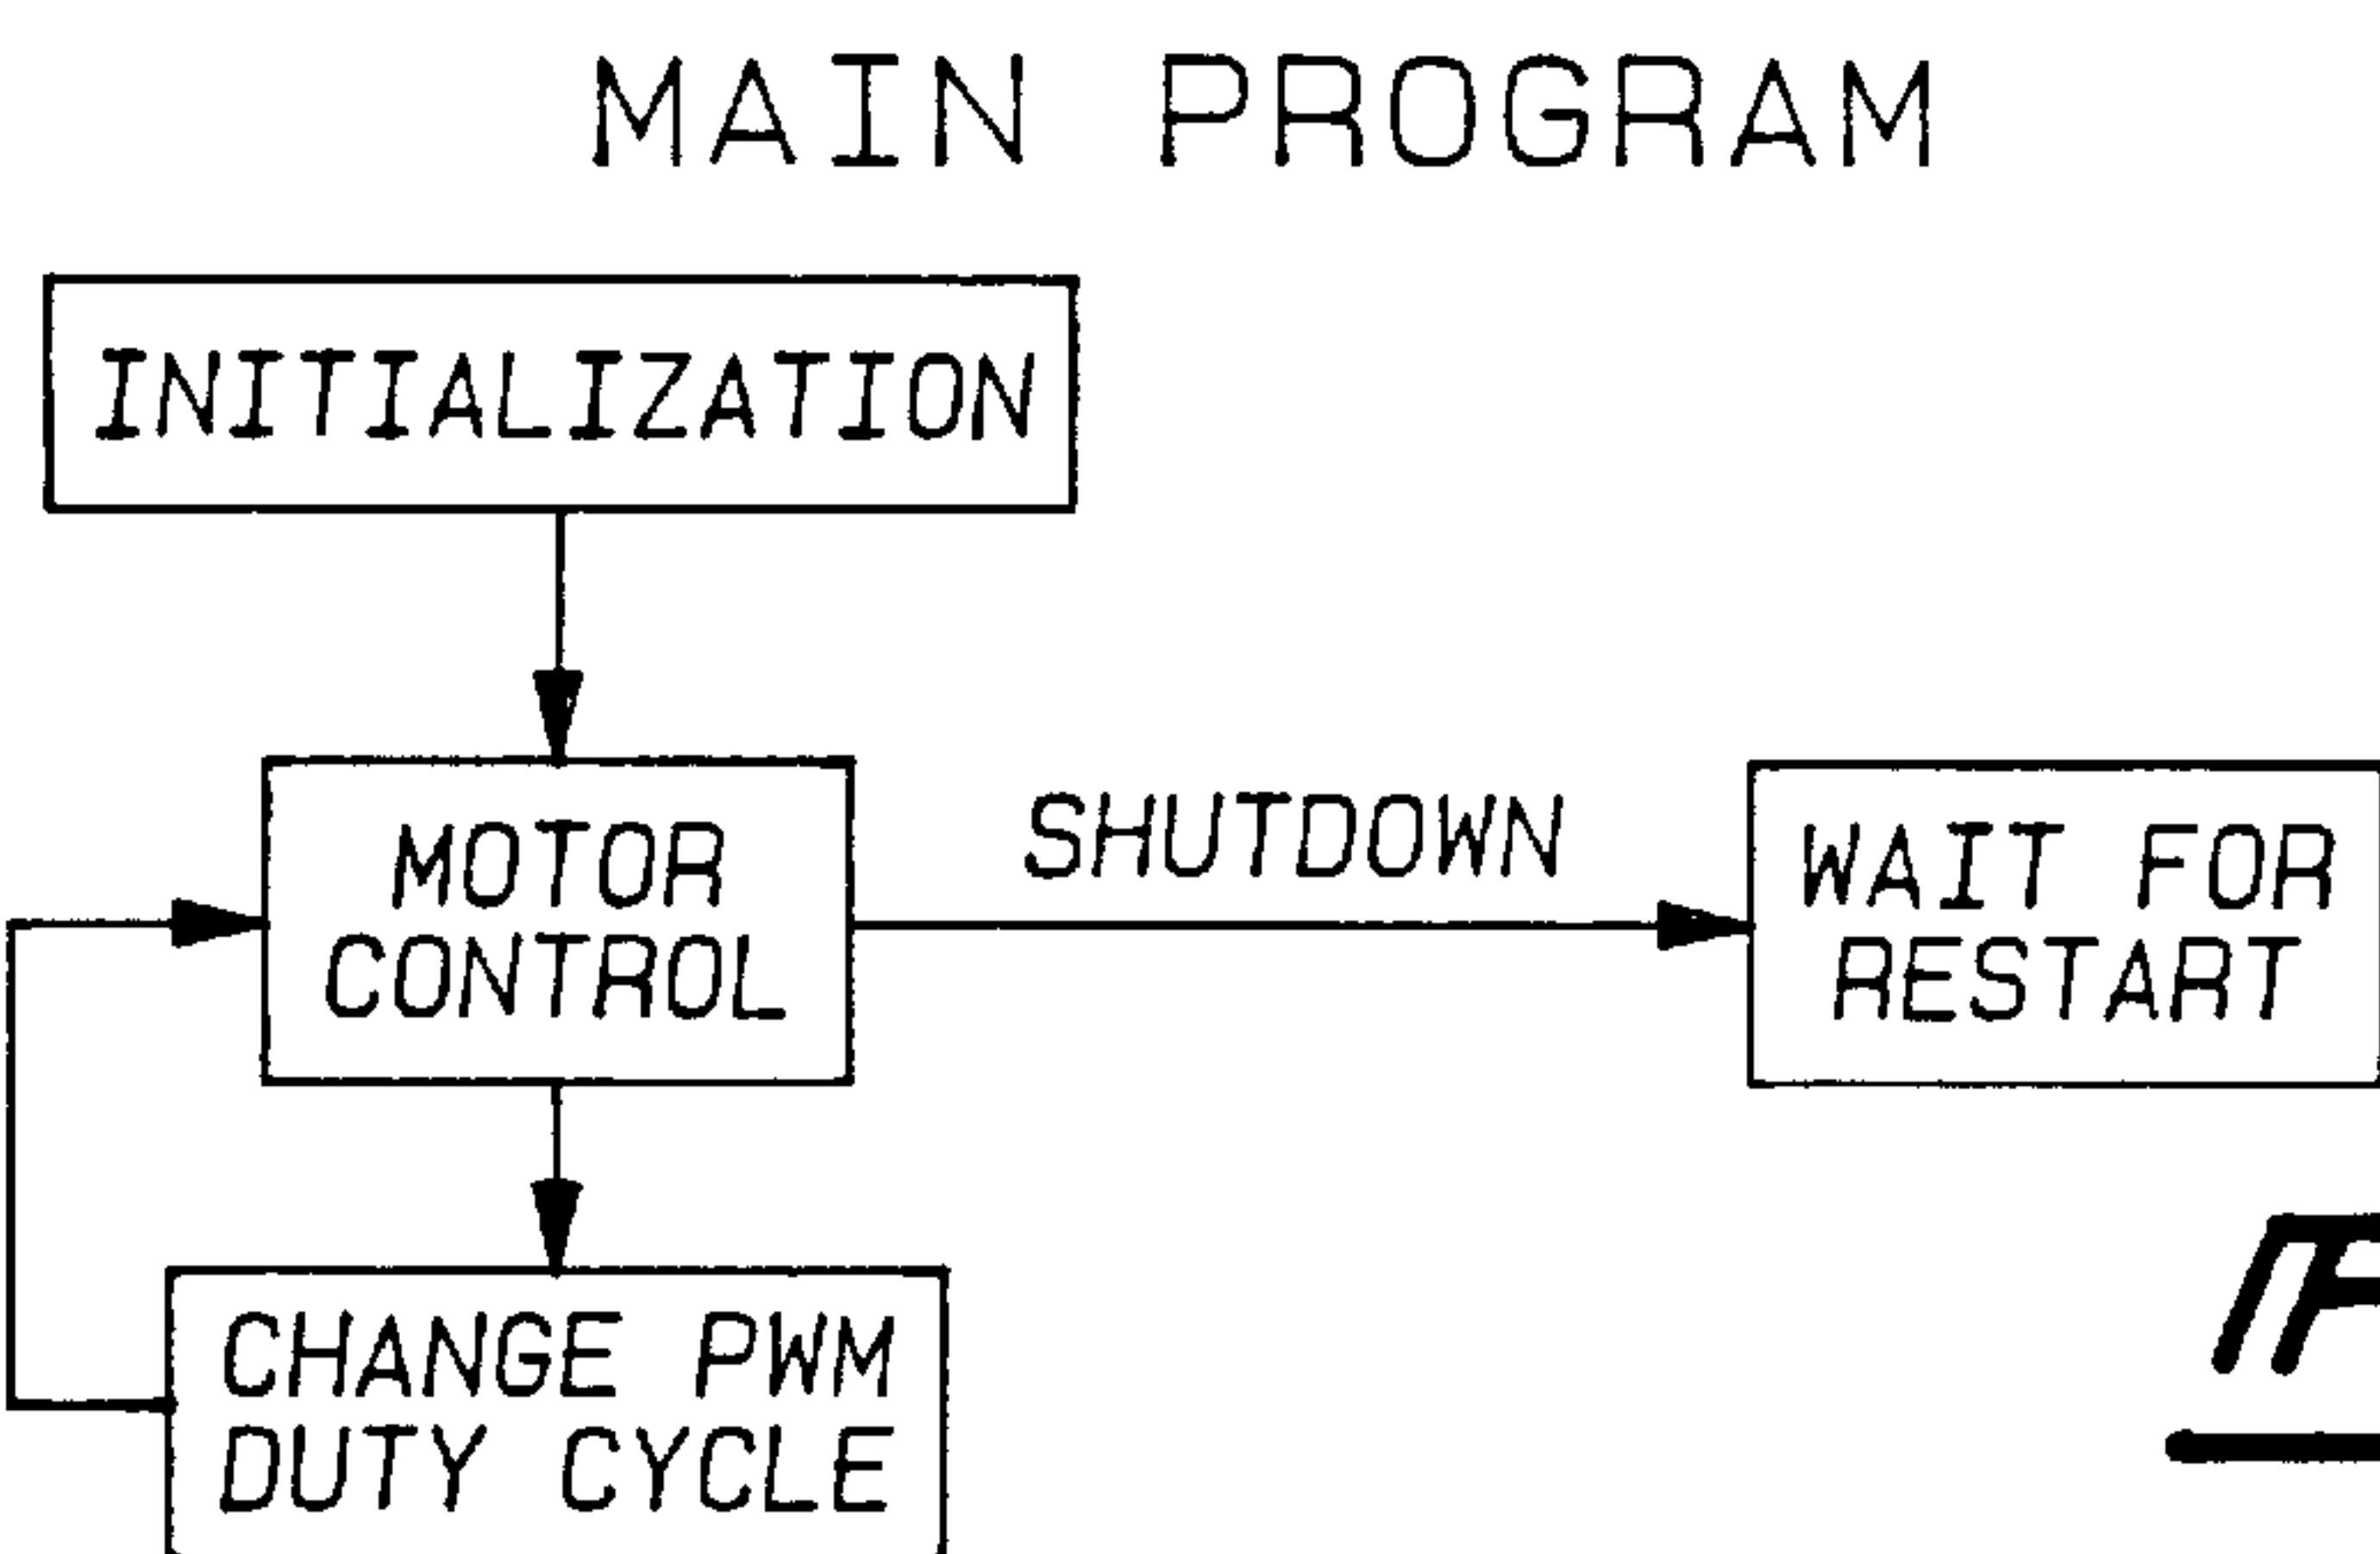 MAIN PROGRAM
INITIALIZATION
MOTOR
CONTROL
SHUTDOWN
WAIT FOR
RESTART
CHANGE PWM
DUTY CYCLE